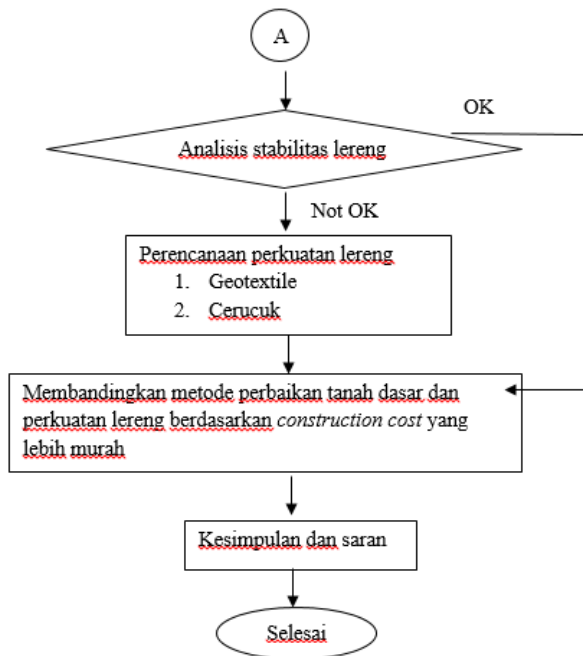 A
OK
Analisis stabilitas lereng
Not OK
Perencanaan perkuatan lereng
1. Geotextile
2. Cerucuk
Membandingkan metode perbaikan tanah dasar dan
perkuatan lereng berdasarkan construction cost yang
lebih murah
Kesimpulan dan saran
Selesai